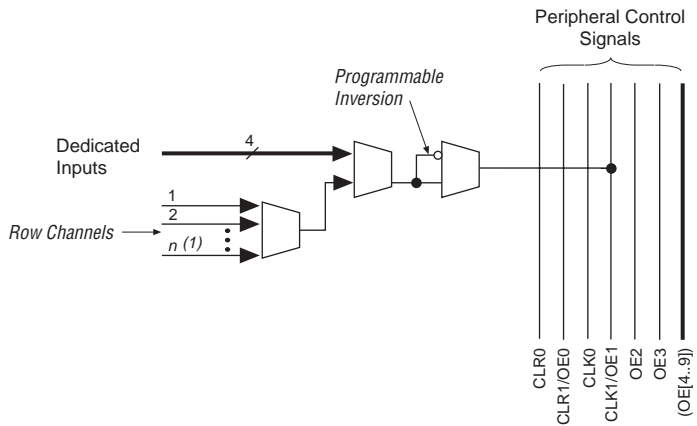 Peripheral Control
Signals
Programmable
Inversion
Dedicated
Inputs
4
1
2
n (1)
Row Channels
CLR0
CLR1/OE0
CLK0
CLK1/OE1
OE2
OE3
(OE[4..9])